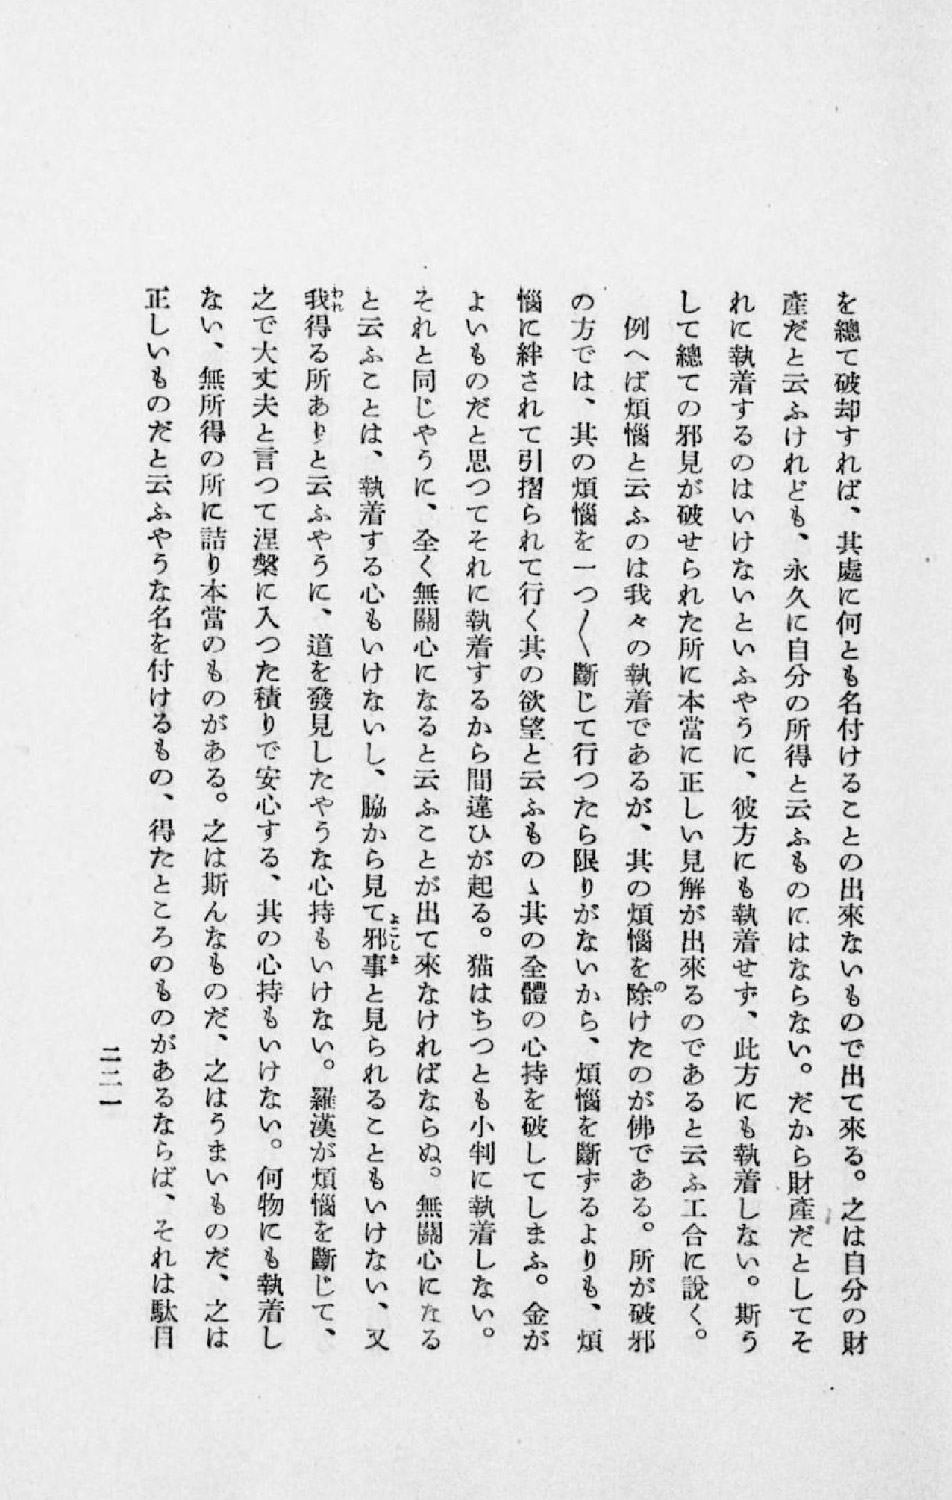 を總て破却すれば、其處に何とも名付けることの出來ないもので出て來る。之は自分の財
產だと云ふけれども、永久に自分の所得と云ふものにはならない。だから財產だとしてそ
れに執着するのはいけないといふやうに、彼方にも執着せず、此方にも執着しない。斯う
して總ての邪見が破せられた所に本當に正しい見解が出來るのであると云ふ工合に說く。
例へば煩惱と云ふのは我々の執着であるが、其の煩惱を除けたのが佛である。所が破邪
の方では、其の煩惱を一つ〱斷じて行つたら限りがないから、煩惱を斷ずるよりも、煩
惱に絆されて引摺られて行く其の欲望と云ふものゝ其の全體の心持を破してしまふ。金が
よいものだと思つてそれに執着するから間違ひが起る。猫はちつとも小判に執着しない。
それと同じやうに、全く無關心になると云ふことが出て來なければならぬ。無關心になる
と云ふことは、執着する心もいけないし、脇から見て邪事と見られることもいけない、又
我得る所ありと云ふやうに、道を發見したやうな心持もいけない。羅漢が煩惱を斷じて、
之で大丈夫と言つて涅槃に入つた積りで安心する、其の心持もいけない。何物にも執着し
ない、無所得の所に詰り本當のものがある。之は斯んなものだ、之はうまいものだ、之は
正しいものだと云ふやうな名を付けるもの、得たところのものがあるならば、それは駄目
二二一